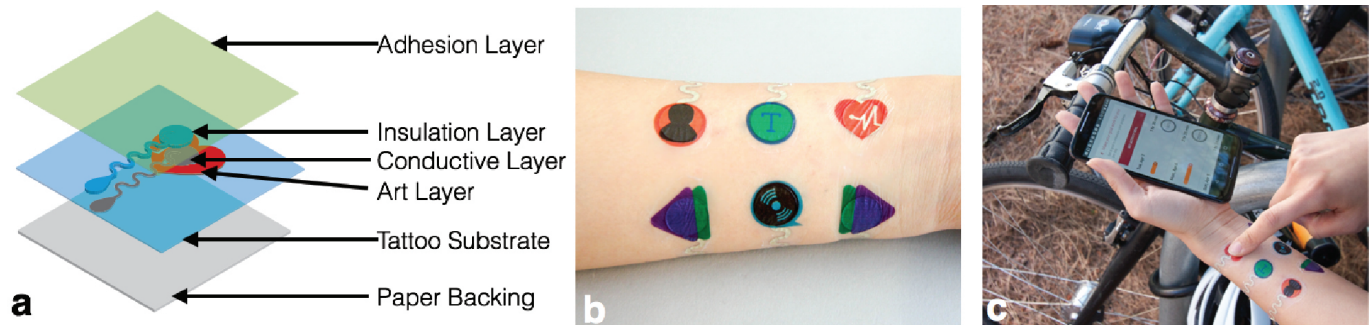 Adhesion Layer
Insulation Layer
Conductive Layer
Art Layer
Tattoo Substrate
Paper Backing
a
T
b
c